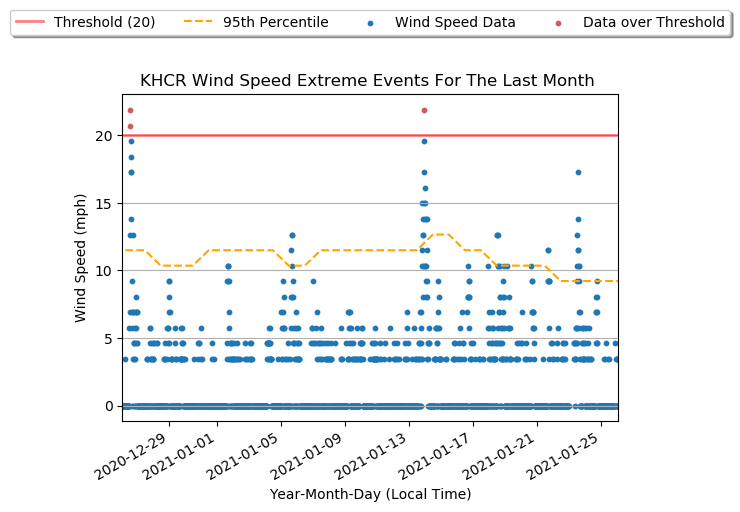 Threshold (20) 95th Percentile Wind Speed Data Data over Threshold
KHCR Wind Speed Extreme Events For The Last Month
Wind Speed (mph)
20
15
10
5
0
2020-12-29 2021-01-01 2021-01-05 2021-01-09 2021-01-13 2021-01-17 2021-01-21 2021-01-25
Year-Month-Day (Local Time)